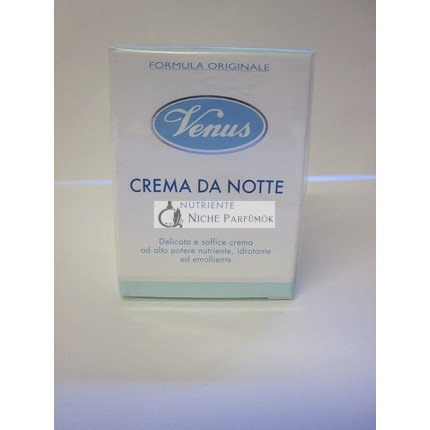 FORMULA ORIGINALE
Venus
CREMA DA NOTTE
NUTRIENTE
NICHE PARFÜMÖK
Delicata e soffice crema
ad alto potere nutriente, idratante
ed emolliente